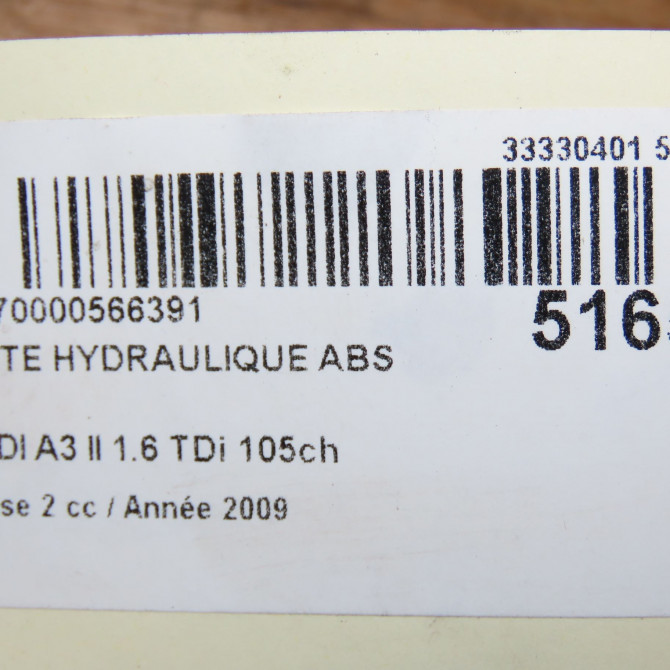 33330401 5
70000566391
516
TE HYDRAULIQUE ABS
DI A3 II 1.6 TDi 105ch
se 2 cc / Année 2009